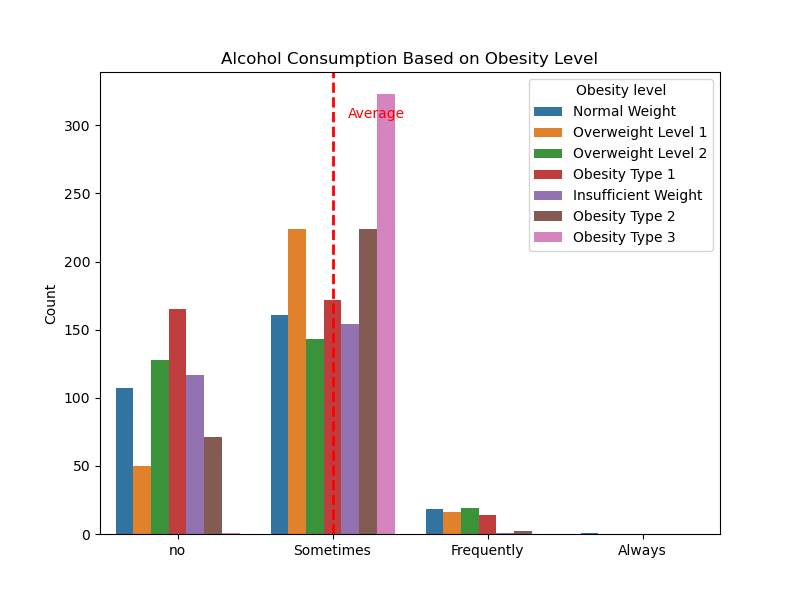 Alcohol Consumption Based on Obesity Level
Average
Obesity level
Normal Weight
Overweight Level 1
Overweight Level 2
Obesity Type 1
Insufficient Weight
Obesity Type 2
Obesity Type 3
Count
300
250
200
150
100
50
0
no
Sometimes
Frequently
Always